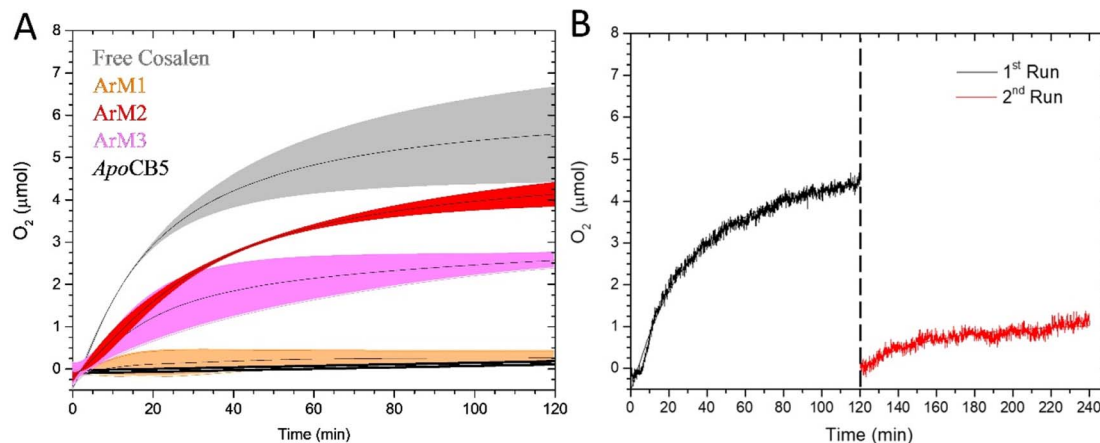 A
Free Cosalen
ArM1
ArM2
ArM3
ApoCB5
O₂ (μmol)
8
7
6
5
4
3
2
1
0
0 20 40 60 80 100 120
Time (min)
B
1st Run
2nd Run
O₂ (μmol)
8
7
6
5
4
3
2
1
0
0 20 40 60 80 100 120 140 160 180 200 220 240
Time (min)